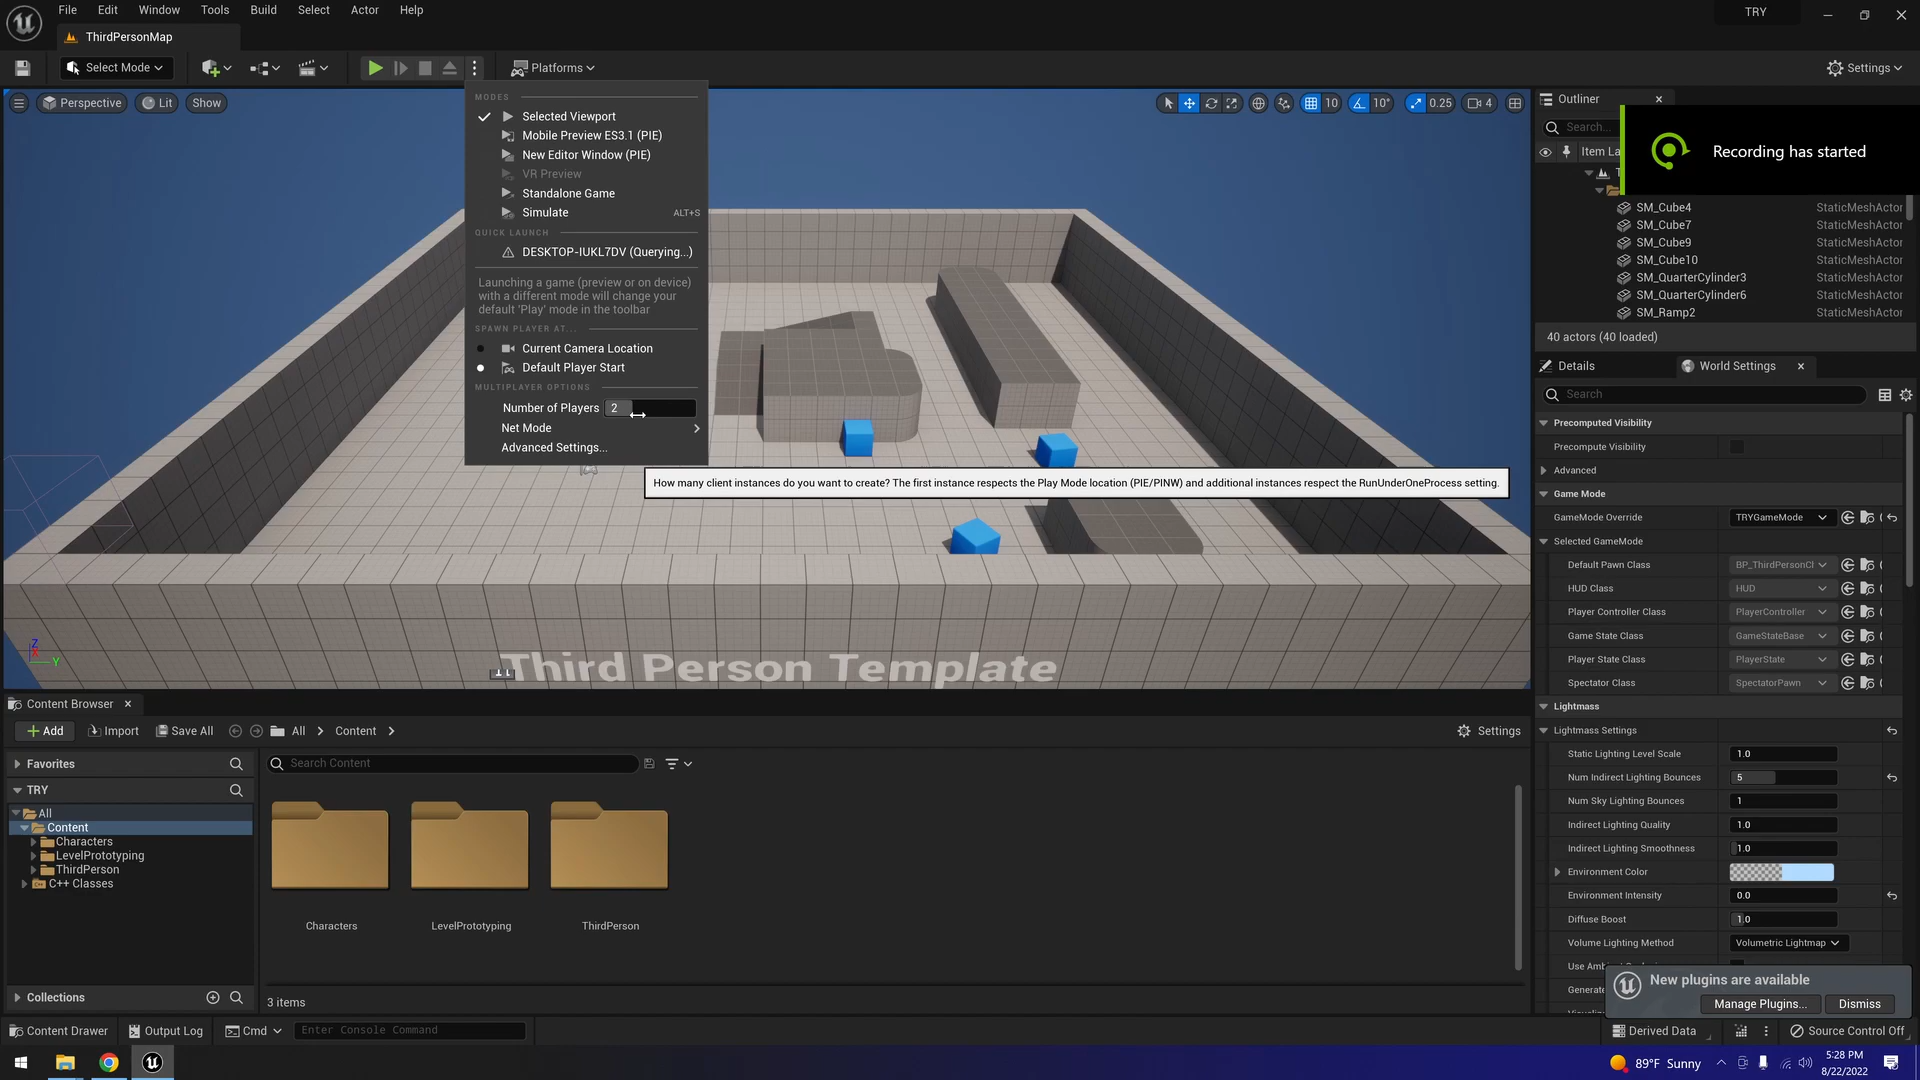 File Edit Window Tools Build Select Actor Help
TRY
ThirdPersonMap
Select Mode
Platforms
Settings
Perspective
Lit
Show
10
10°
0.25
4
MODES
Selected Viewport
Mobile Preview ES3.1 (PIE)
New Editor Window (PIE)
VR Preview
Standalone Game
Simulate ALT+S
QUICK LAUNCH
DESKTOP-IUKL7DV (Querying...)
Launching a game (preview or on device)
with a different mode will change your
default 'Play' mode in the toolbar
SPAWN PLAYER AT...
Current Camera Location
Default Player Start
MULTIPLAYER OPTIONS
Number of Players 2
Net Mode
Advanced Settings...
How many client instances do you want to create? The first instance respects the Play Mode location (PIE/PINW) and additional instances respect the RunUnderOneProcess setting.
Third Person Template
Z
X
Y
Outliner
Search...
Recording has started
Item La
SM_Cube4 StaticMeshActor
SM_Cube7 StaticMeshActor
SM_Cube9 StaticMeshActor
SM_Cube10 StaticMeshActor
SM_QuarterCylinder3 StaticMeshActor
SM_QuarterCylinder6 StaticMeshActor
SM_Ramp2 StaticMeshActor
40 actors (40 loaded)
Details
World Settings
Search
Precomputed Visibility
Precompute Visibility
Advanced
Game Mode
GameMode Override TRYGameMode
Selected GameMode
Default Pawn Class BP_ThirdPersonCl
HUD Class HUD
Player Controller Class PlayerController
Game State Class GameStateBase
Player State Class PlayerState
Spectator Class SpectatorPawn
Lightmass
Lightmass Settings
Static Lighting Level Scale 1.0
Num Indirect Lighting Bounces 5
Num Sky Lighting Bounces 1
Indirect Lighting Quality 1.0
Indirect Lighting Smoothness 1.0
Environment Color
Environment Intensity 0.0
Diffuse Boost 1.0
Volume Lighting Method Volumetric Lightmap
New plugins are available
Manage Plugins...
Dismiss
Content Browser
Add
Import
Save All
All
Content
Settings
Favorites
Search Content
TRY
All
Content
Characters
LevelPrototyping
ThirdPerson
C++ Classes
Characters
LevelPrototyping
ThirdPerson
Collections
3 items
Content Drawer
Output Log
Cmd
Enter Console Command
Derived Data
Source Control Off
89°F Sunny
5:28 PM
8/22/2022